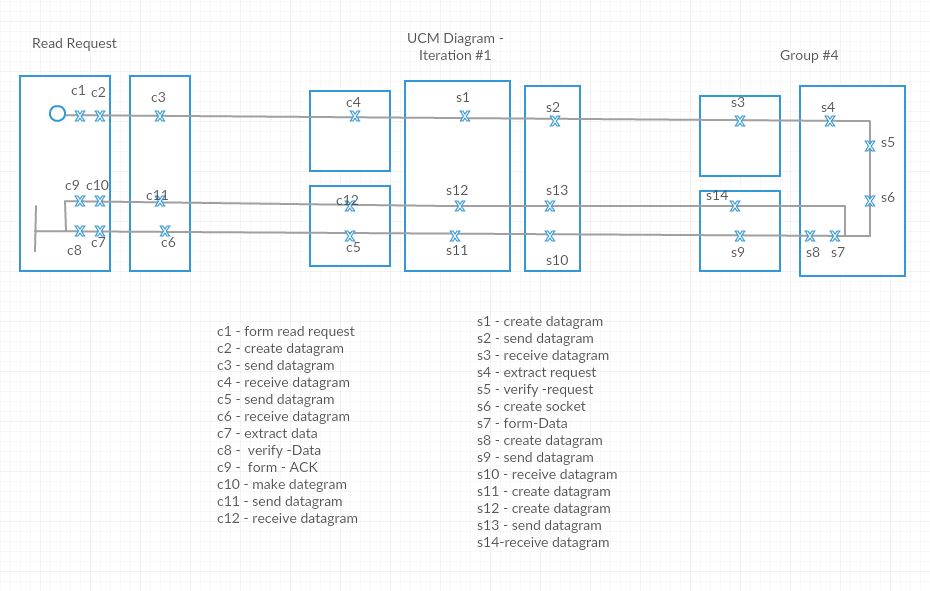 Read Request
UCM Diagram -
Iteration #1
Group #4
c1 c2
c3
c4
s1
s2
s3
s4
s5
c9 c10
c11
c12
s12
s13
s14
s6
c8
c7
c6
c5
s11
s10
s9
s8
s7
c1 - form read request
c2 - create datagram
c3 - send datagram
c4 - receive datagram
c5 - send datagram
c6 - receive datagram
c7 - extract data
c8 - verify -Data
c9 - form - ACK
c10 - make dategram
c11 - send datagram
c12 - receive datagram
s1 - create datagram
s2 - send datagram
s3 - receive datagram
s4 - extract request
s5 - verify -request
s6 - create socket
s7 - form-Data
s8 - create datagram
s9 - send datagram
s10 - receive datagram
s11 - create datagram
s12 - create datagram
s13 - send datagram
s14-receive datagram